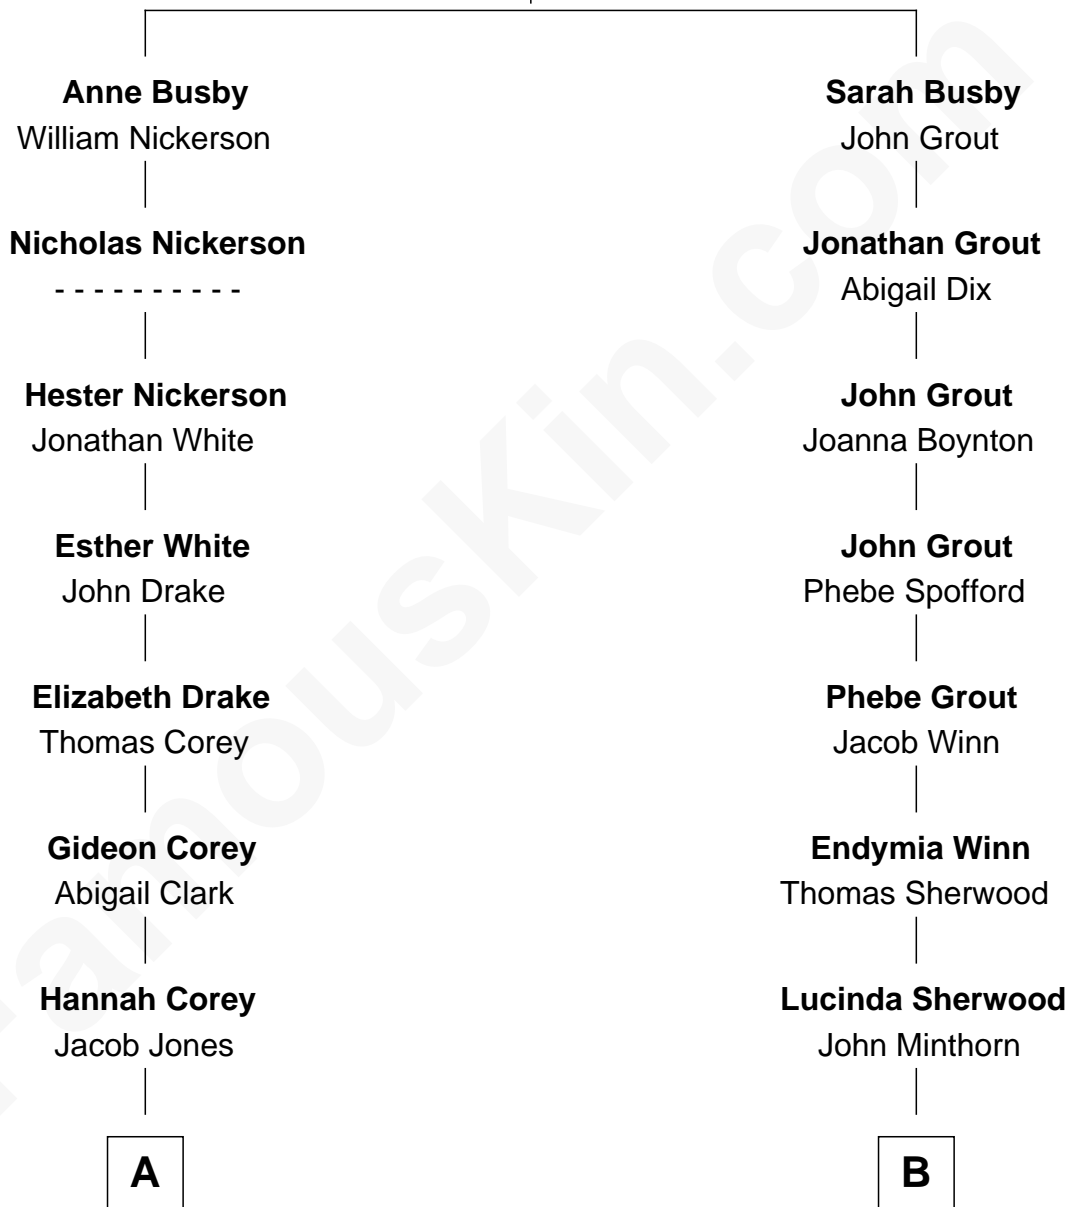 Anne Busby
William Nickerson
Nicholas Nickerson
- - - - - - - - - -
Hester Nickerson
Jonathan White
Esther White
John Drake
Elizabeth Drake
Thomas Corey
Gideon Corey
Abigail Clark
Hannah Corey
Jacob Jones
A
Sarah Busby
John Grout
Jonathan Grout
Abigail Dix
John Grout
Joanna Boynton
John Grout
Phebe Spofford
Phebe Grout
Jacob Winn
Endymia Winn
Thomas Sherwood
Lucinda Sherwood
John Minthorn
B
FamousKin.com